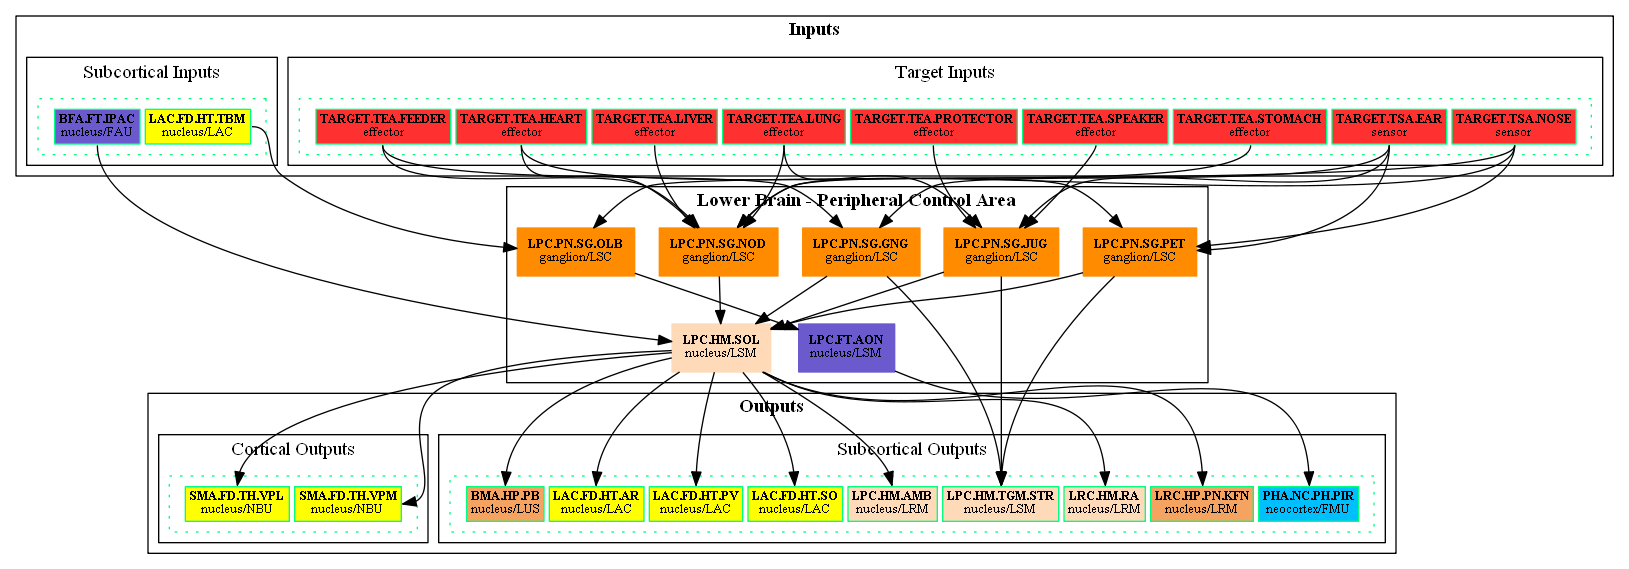 Inputs
Subcortical Inputs
Target Inputs
BFA.FT.IPAC
nucleus/FAU
LAC.FD.HT.TBM
nucleus/LAC
TARGET.TEA.FEEDER
effector
TARGET.TEA.HEART
effector
TARGET.TEA.LIVER
effector
TARGET.TEA.LUNG
effector
TARGET.TEA.PROTECTOR
effector
TARGET.TEA.SPEAKER
effector
TARGET.TEA.STOMACH
effector
TARGET.TSA.EAR
sensor
TARGET.TSA.NOSE
sensor
Lower Brain - Peripheral Control Area
LPC.PN.SG.OLB
ganglion/LSC
LPC.PN.SG.NOD
ganglion/LSC
LPC.PN.SG.GNG
ganglion/LSC
LPC.PN.SG.JUG
ganglion/LSC
LPC.PN.SG.PET
ganglion/LSC
LPC.HM.SOL
nucleus/LSM
LPC.FT.AON
nucleus/LSM
Outputs
Cortical Outputs
Subcortical Outputs
SMA.FD.TH.VPL
nucleus/NBU
SMA.FD.TH.VPM
nucleus/NBU
BMA.HP.PB
nucleus/LUS
LAC.FD.HT.AR
nucleus/LAC
LAC.FD.HT.PV
nucleus/LAC
LAC.FD.HT.SO
nucleus/LAC
LPC.HM.AMB
nucleus/LRM
LPC.HM.TGM.STR
nucleus/LSM
LRC.HM.RA
nucleus/LRM
LRC.HP.PN.KFN
nucleus/LRM
PHA.NC.PH.PIR
neocortex/FMU